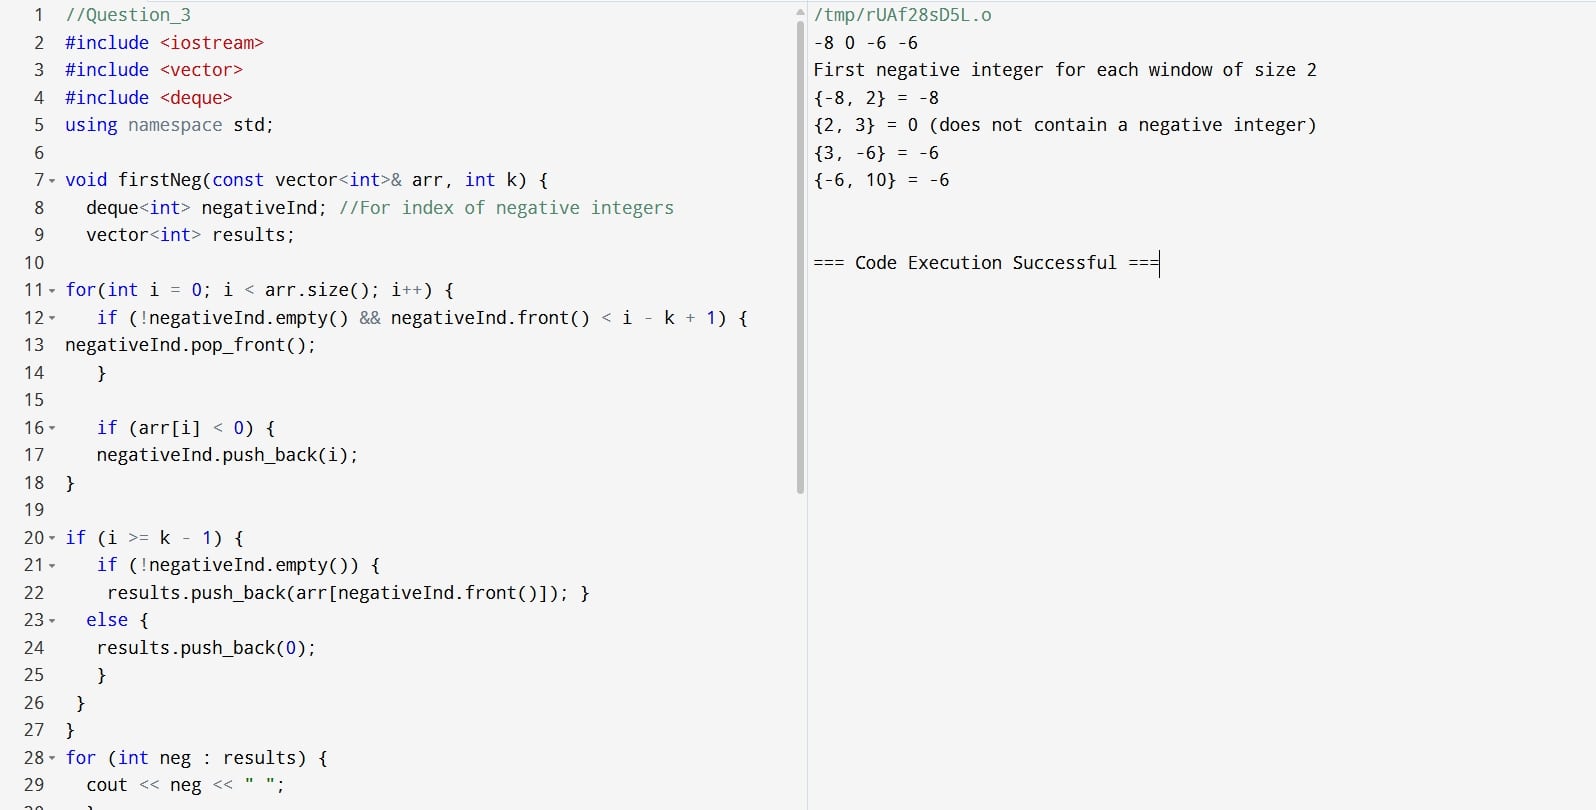 1 //Question_3
2 #include <iostream>
3 #include <vector>
4 #include <deque>
5 using namespace std;
6
7 void firstNeg(const vector<int>& arr, int k) {
8 deque<int> negativeInd; //For index of negative integers
9 vector<int> results;
10
11 for(int i = 0; i < arr.size(); i++) {
12 if (!negativeInd.empty() && negativeInd.front() < i - k + 1) {
13 negativeInd.pop_front();
14 }
15
16 if (arr[i] < 0) {
17 negativeInd.push_back(i);
18 }
19
20 if (i >= k - 1) {
21 if (!negativeInd.empty()) {
22 results.push_back(arr[negativeInd.front()]); }
23 else {
24 results.push_back(0);
25 }
26 }
27 }
28 for (int neg : results) {
29 cout << neg << " ";
/tmp/rUAf28sD5L.o
-8 0 -6 -6
First negative integer for each window of size 2
{-8, 2} = -8
{2, 3} = 0 (does not contain a negative integer)
{3, -6} = -6
{-6, 10} = -6
=== Code Execution Successful ===